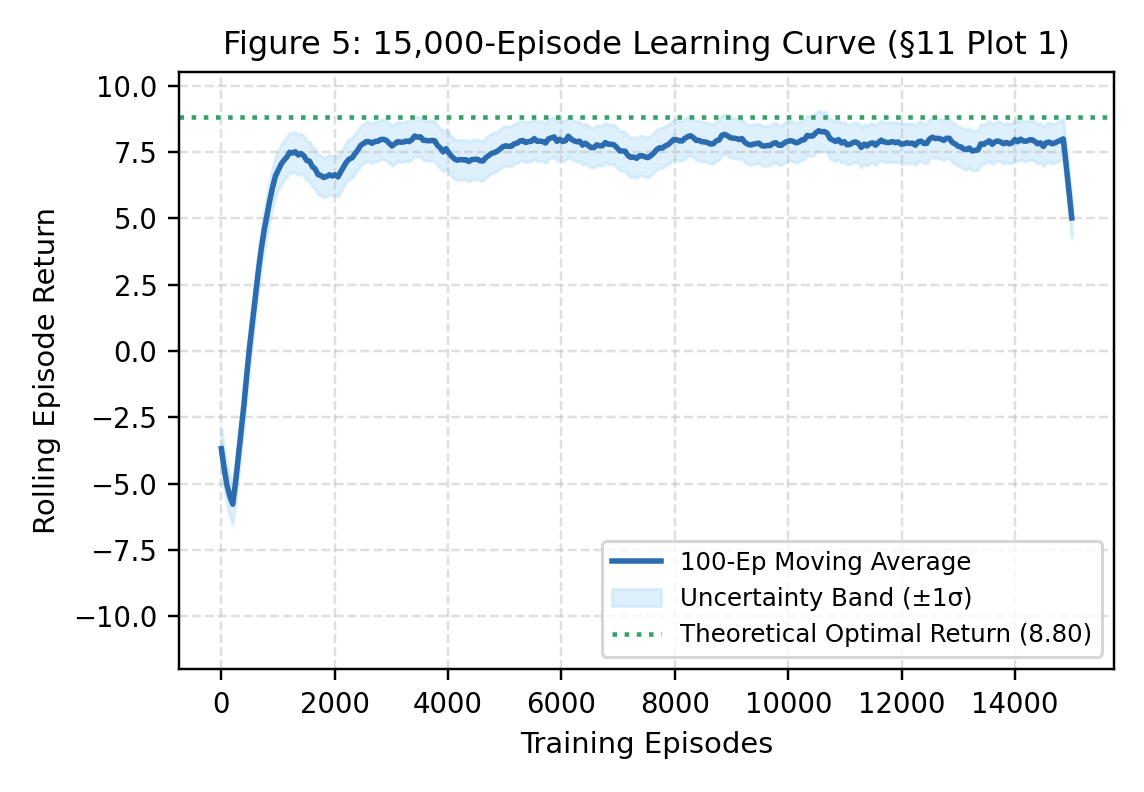 Figure 5: 15,000-Episode Learning Curve (§11 Plot 1)
10.0
7.5
5.0
2.5
0.0
−2.5
−5.0
−7.5
−10.0
Rolling Episode Return
100-Ep Moving Average
Uncertainty Band (±1σ)
Theoretical Optimal Return (8.80)
0 2000 4000 6000 8000 10000 12000 14000
Training Episodes